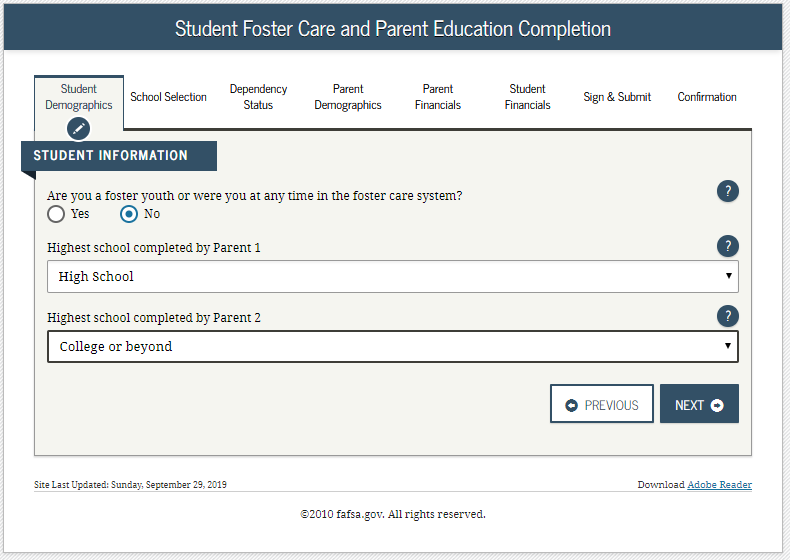 Student Foster Care and Parent Education Completion
Student Demographics
School Selection
Dependency Status
Parent Demographics
Parent Financials
Student Financials
Sign & Submit
Confirmation
STUDENT INFORMATION
Are you a foster youth or were you at any time in the foster care system?
?
Yes No
Highest school completed by Parent 1
?
High School
Highest school completed by Parent 2
?
College or beyond
PREVIOUS NEXT
Site Last Updated: Sunday, September 29, 2019
Download Adobe Reader
©2010 fafsa.gov. All rights reserved.